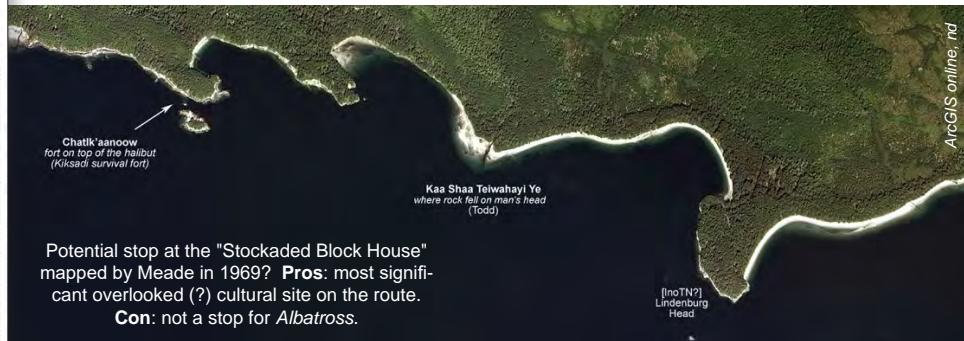 ArcGIS online, nd
Chatlk'aanoow
fort on top of the halibut
(Kiksadi survival fort)
Kaa Shaa Teiwahayi Ye
where rock fell on man's head
(Todd)
Potential stop at the "Stockaded Block House"
mapped by Meade in 1969? Pros: most signifi-
cant overlooked (?) cultural site on the route.
Con: not a stop for Albatross.
[InoTN?]
Lindenburg
Head